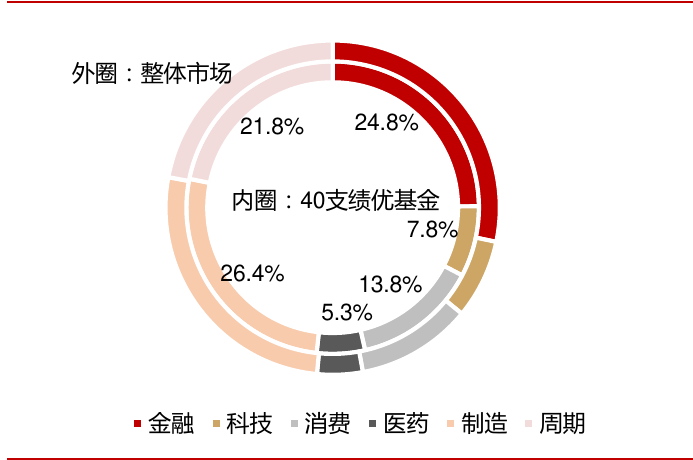 外圈：整体市场
21.8%
24.8%
内圈：40支绩优基金
7.8%
26.4%
13.8%
5.3%
金融 科技 消费 医药 制造 周期